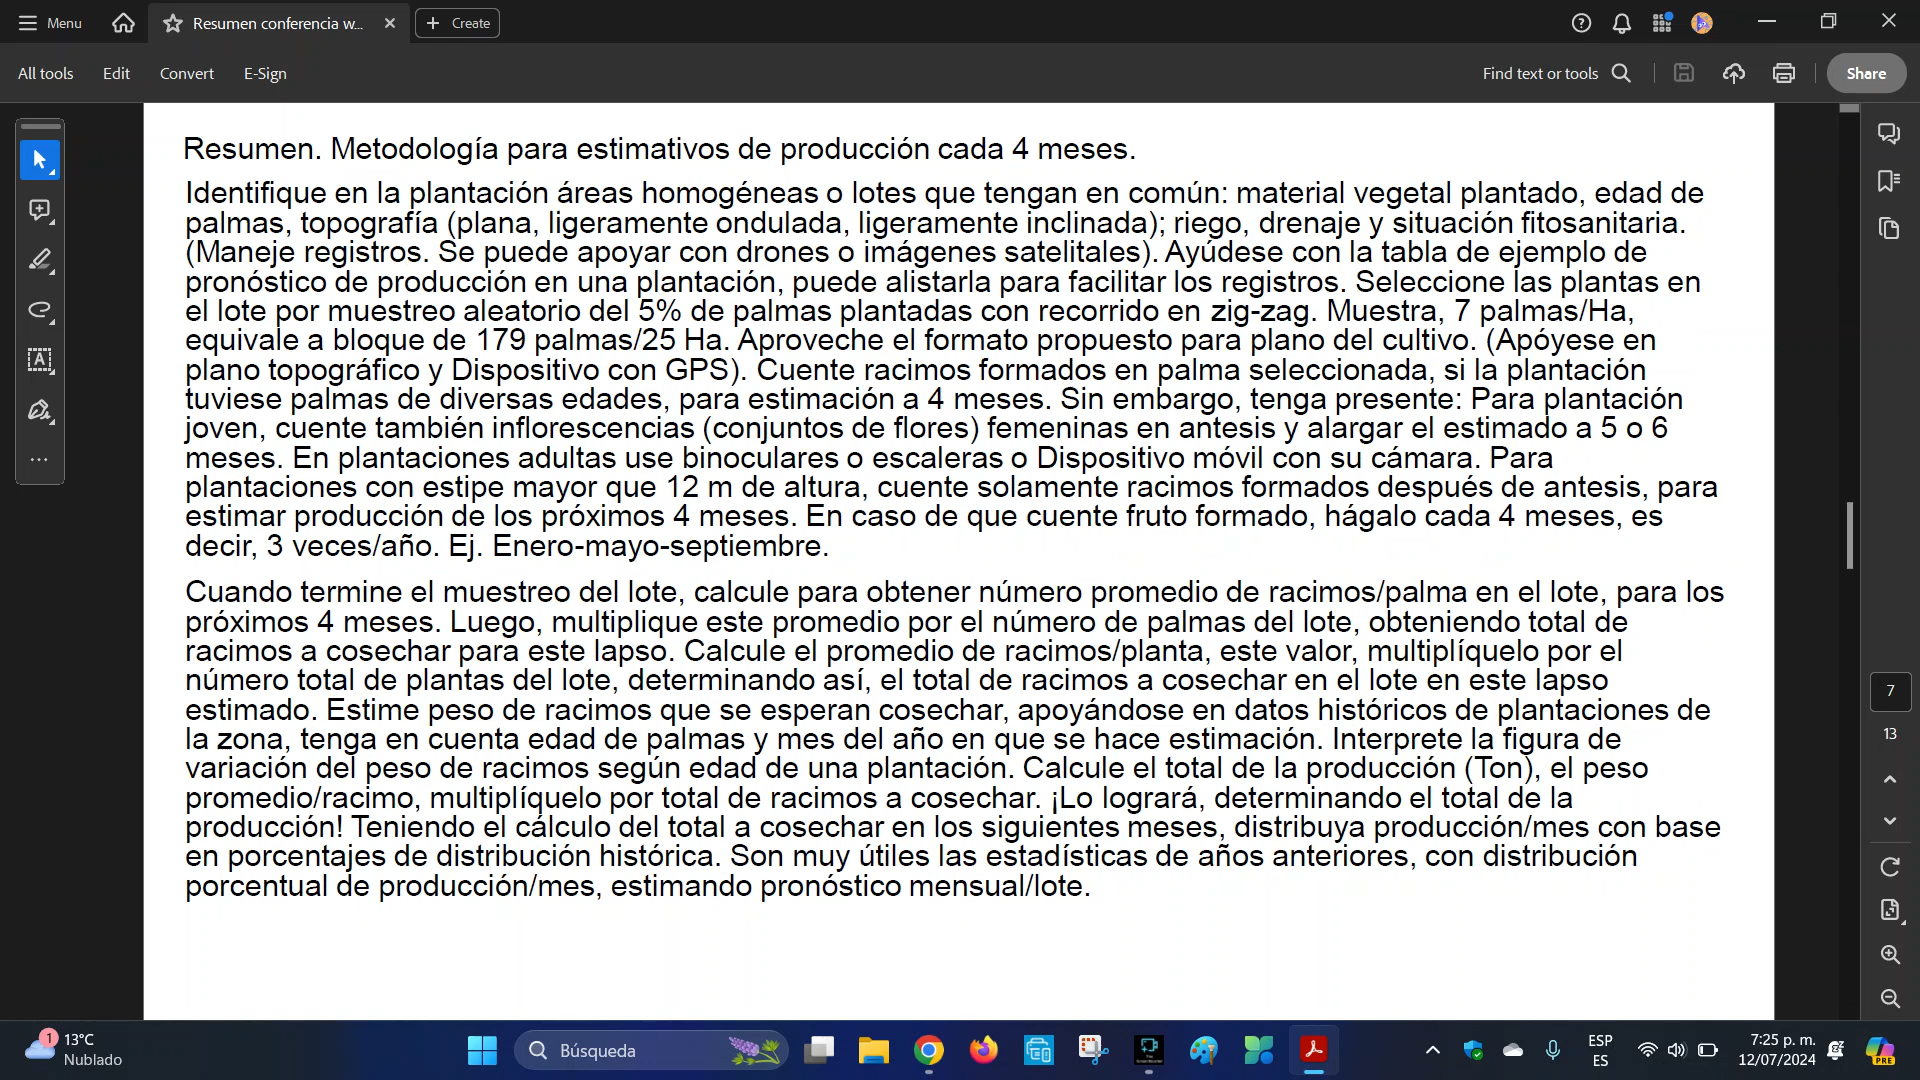 Menu
Resumen conferencia w...
Create
All tools
Edit
Convert
E-Sign
Find text or tools
Share
Resumen. Metodología para estimativos de producción cada 4 meses.
Identifique en la plantación áreas homogéneas o lotes que tengan en común: material vegetal plantado, edad de
palmas, topografía (plana, ligeramente ondulada, ligeramente inclinada); riego, drenaje y situación fitosanitaria.
(Maneje registros. Se puede apoyar con drones o imágenes satelitales). Ayúdese con la tabla de ejemplo de
pronóstico de producción en una plantación, puede alistarla para facilitar los registros. Seleccione las plantas en
el lote por muestreo aleatorio del 5% de palmas plantadas con recorrido en zig-zag. Muestra, 7 palmas/Ha,
equivale a bloque de 179 palmas/25 Ha. Aproveche el formato propuesto para plano del cultivo. (Apóyese en
plano topográfico y Dispositivo con GPS). Cuente racimos formados en palma seleccionada, si la plantación
tuviese palmas de diversas edades, para estimación a 4 meses. Sin embargo, tenga presente: Para plantación
joven, cuente también inflorescencias (conjuntos de flores) femeninas en antesis y alargar el estimado a 5 o 6
meses. En plantaciones adultas use binoculares o escaleras o Dispositivo móvil con su cámara. Para
plantaciones con estipe mayor que 12 m de altura, cuente solamente racimos formados después de antesis, para
estimar producción de los próximos 4 meses. En caso de que cuente fruto formado, hágalo cada 4 meses, es
decir, 3 veces/año. Ej. Enero-mayo-septiembre.
Cuando termine el muestreo del lote, calcule para obtener número promedio de racimos/palma en el lote, para los
próximos 4 meses. Luego, multiplique este promedio por el número de palmas del lote, obteniendo total de
racimos a cosechar para este lapso. Calcule el promedio de racimos/planta, este valor, multiplíquelo por el
número total de plantas del lote, determinando así, el total de racimos a cosechar en el lote en este lapso
estimado. Estime peso de racimos que se esperan cosechar, apoyándose en datos históricos de plantaciones de
la zona, tenga en cuenta edad de palmas y mes del año en que se hace estimación. Interprete la figura de
variación del peso de racimos según edad de una plantación. Calcule el total de la producción (Ton), el peso
promedio/racimo, multiplíquelo por total de racimos a cosechar. ¡Lo logrará, determinando el total de la
producción! Teniendo el cálculo del total a cosechar en los siguientes meses, distribuya producción/mes con base
en porcentajes de distribución histórica. Son muy útiles las estadísticas de años anteriores, con distribución
porcentual de producción/mes, estimando pronóstico mensual/lote.
7
13
1
13°C
Nublado
Búsqueda
ESP
ES
7:25 p. m.
12/07/2024
PRE